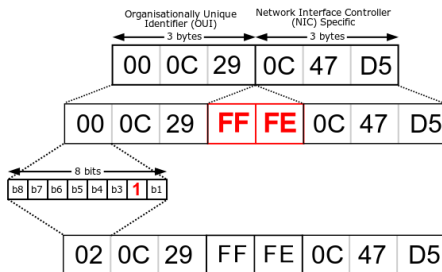 Organisationally Unique Identifier (OUI)
Network Interface Controller (NIC) Specific
3 bytes
3 bytes
00 0C 29 0C 47 D5
00 0C 29 FF FE 0C 47 D5
8 bits
b8 b7 b6 b5 b4 b3 1 b1
02 0C 29 FF FE 0C 47 D5